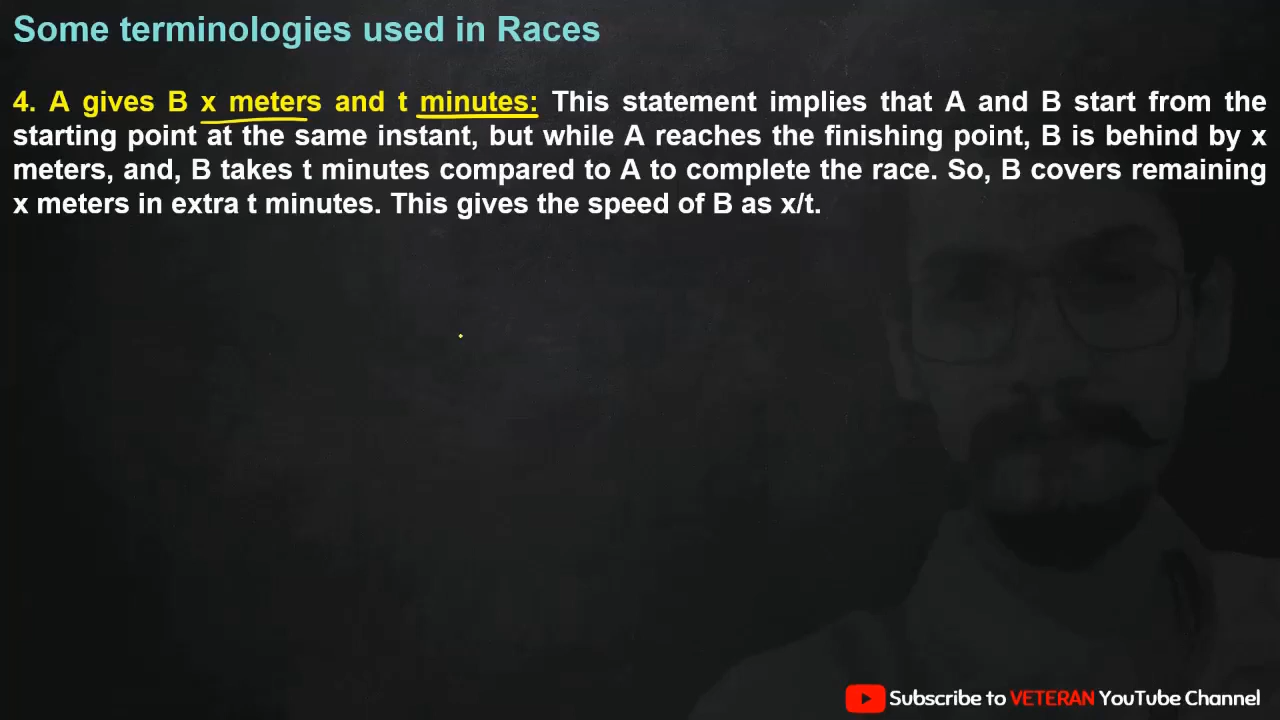 Some terminologies used in Races
4. A gives B x meters and t minutes: This statement implies that A and B start from the
starting point at the same instant, but while A reaches the finishing point, B is behind by x
meters, and, B takes t minutes compared to A to complete the race. So, B covers remaining
x meters in extra t minutes. This gives the speed of B as x/t.
Subscribe to VETERAN YouTube Channel